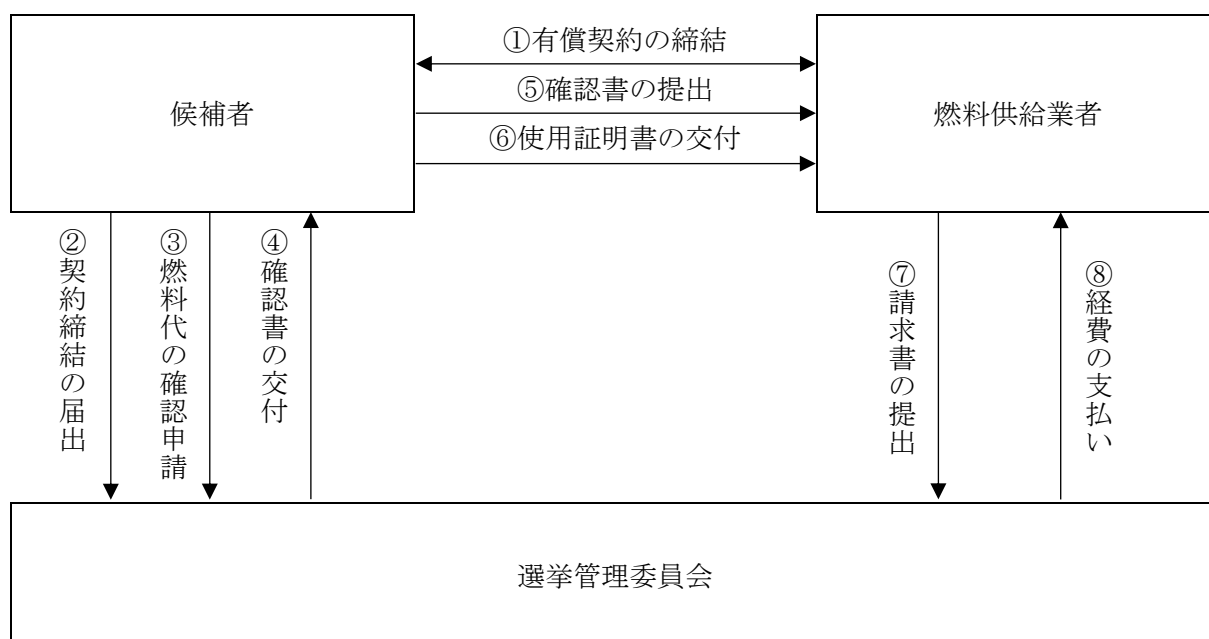 ①有償契約の締結
候補者
⑤確認書の提出
燃料供給業者
⑥使用証明書の交付
②契約締結の届出
③燃料代の確認申請
④確認書の交付
⑦請求書の提出
⑧経費の支払い
選挙管理委員会